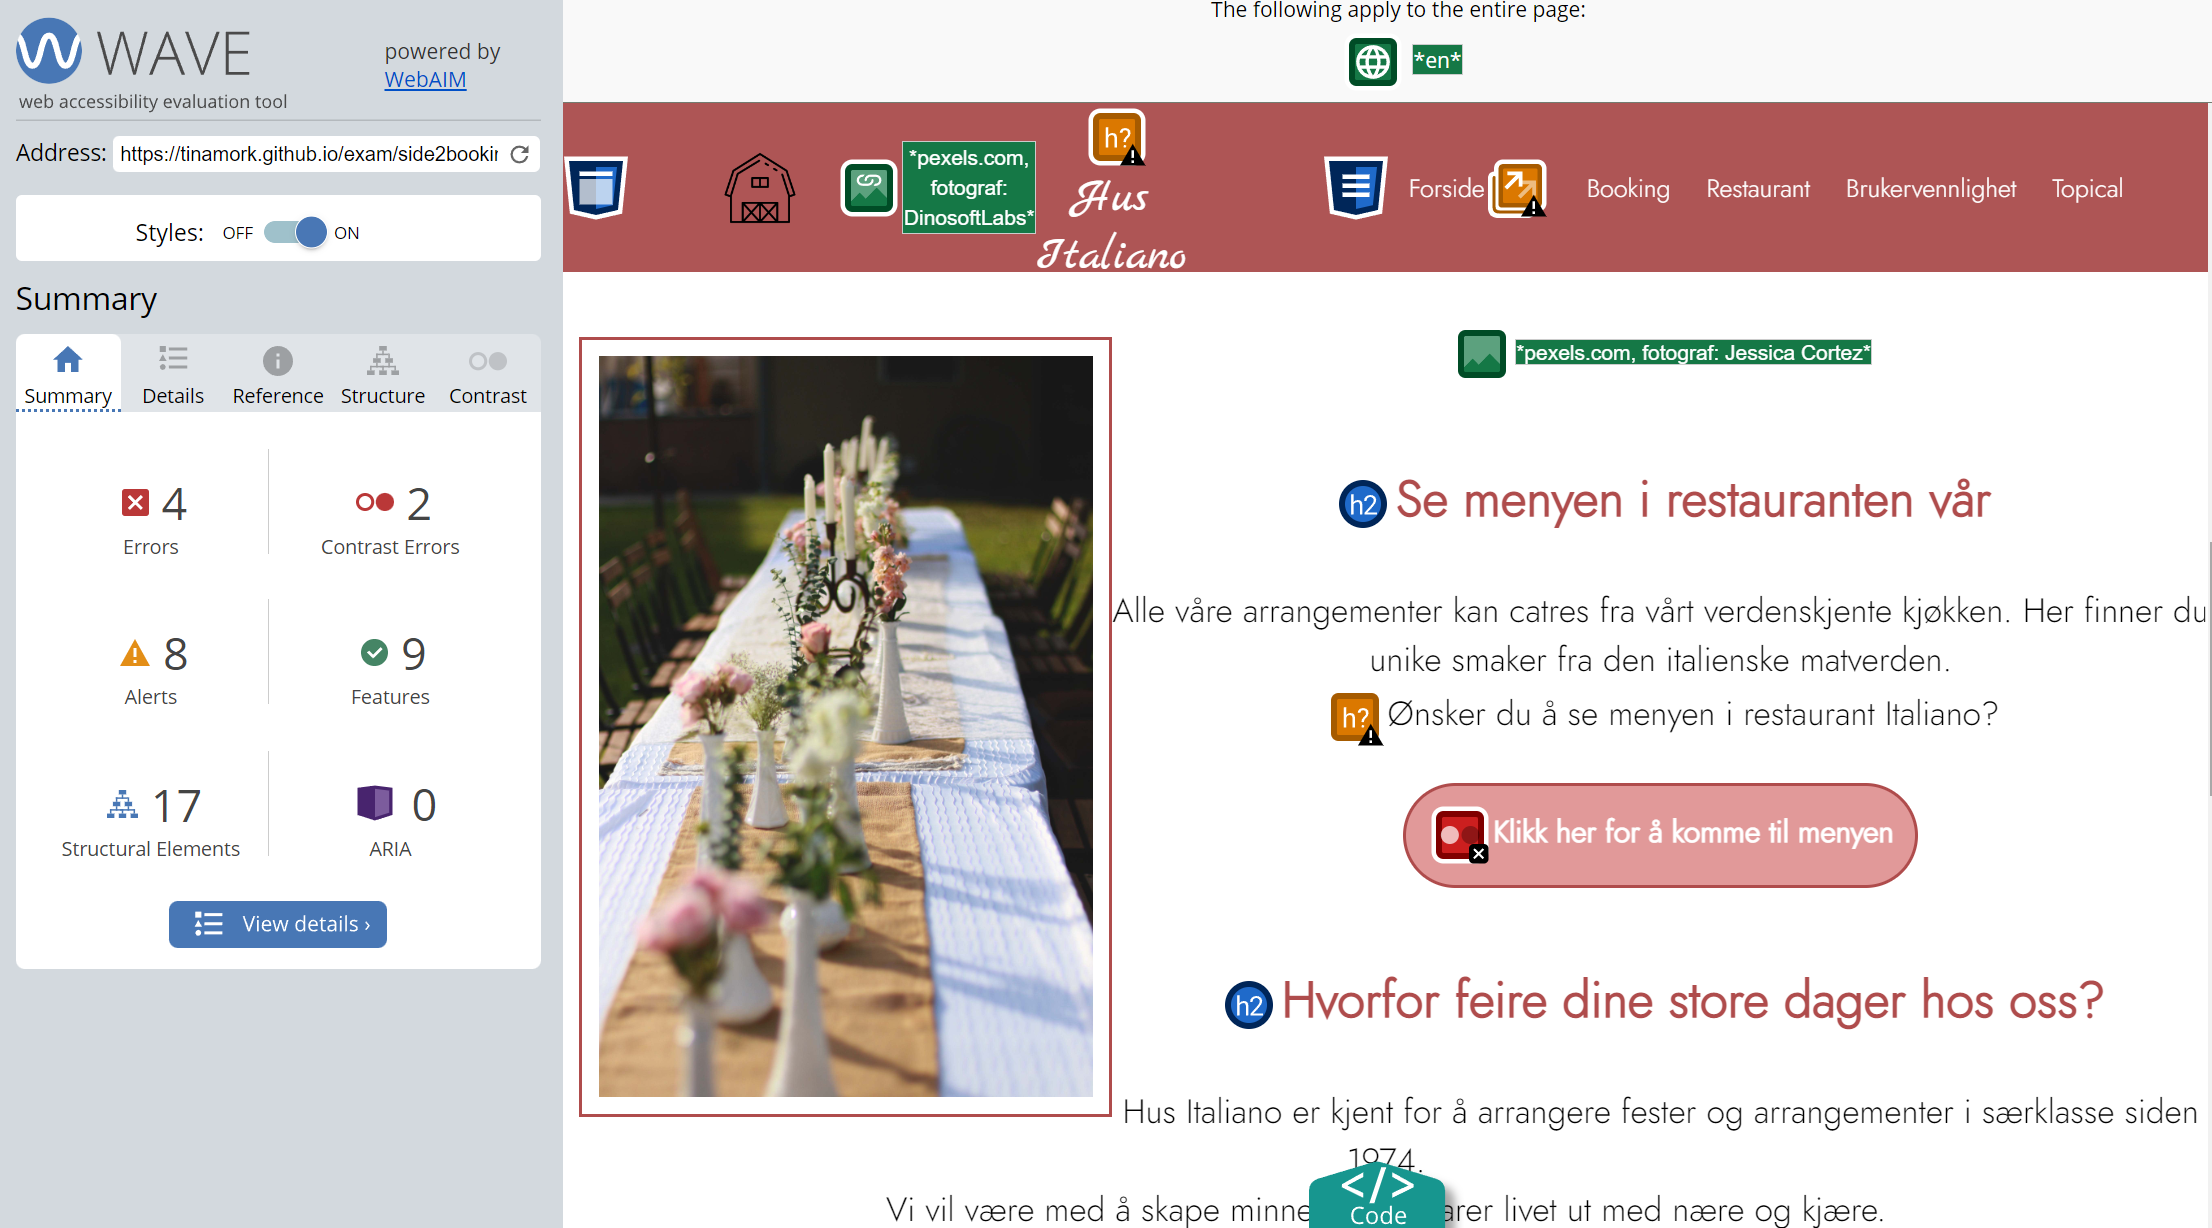 WAVE
powered by
WebAIM
web accessibility evaluation tool
Address: https://tinamork.github.io/exam/side2bookin
Styles: OFF ON
Summary
Summary Details Reference Structure Contrast
4
Errors
2
Contrast Errors
8
Alerts
9
Features
17
Structural Elements
0
ARIA
View details ›
The following apply to the entire page:
*en*
*pexels.com,
fotograf:
DinosoftLabs*
h?
Hus
Italiano
Forside Booking Restaurant Brukervennlighet Topical
*pexels.com, fotograf: Jessica Cortez*
h2 Se menyen i restauranten vår
Alle våre arrangementer kan catres fra vårt verdenskjente kjøkken. Her finner du
unike smaker fra den italienske matverden.
h? Ønsker du å se menyen i restaurant Italiano?
Klikk her for å komme til menyen
h2 Hvorfor feire dine store dager hos oss?
Hus Italiano er kjent for å arrangere fester og arrangementer i særklasse siden
1974.
Vi vil være med å skape minne arer livet ut med nære og kjære.
</> Code